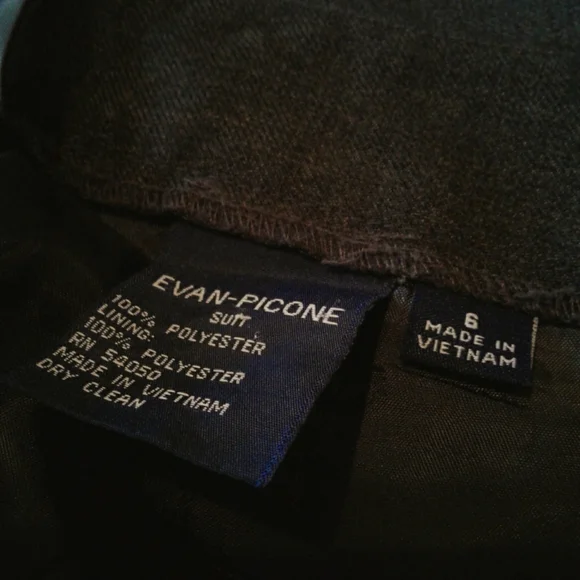 EVAN-PICONE
SUIT
100% POLYESTER
LINING:
100% POLYESTER
RN 54050
MADE IN VIETNAM
DRY CLEAN
6
MADE IN
VIETNAM